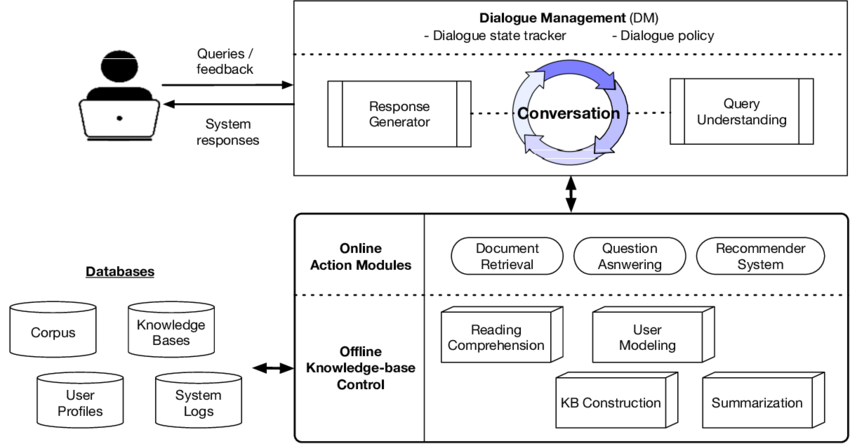 Dialogue Management (DM)
- Dialogue state tracker - Dialogue policy
Queries /
feedback
System
responses
Response
Generator
Conversation
Query
Understanding
Online
Action Modules
Document
Retrieval
Question
Asnwering
Recommender
System
Databases
Corpus
Knowledge
Bases
User
Profiles
System
Logs
Offline
Knowledge-base
Control
Reading
Comprehension
User
Modeling
KB Construction
Summarization